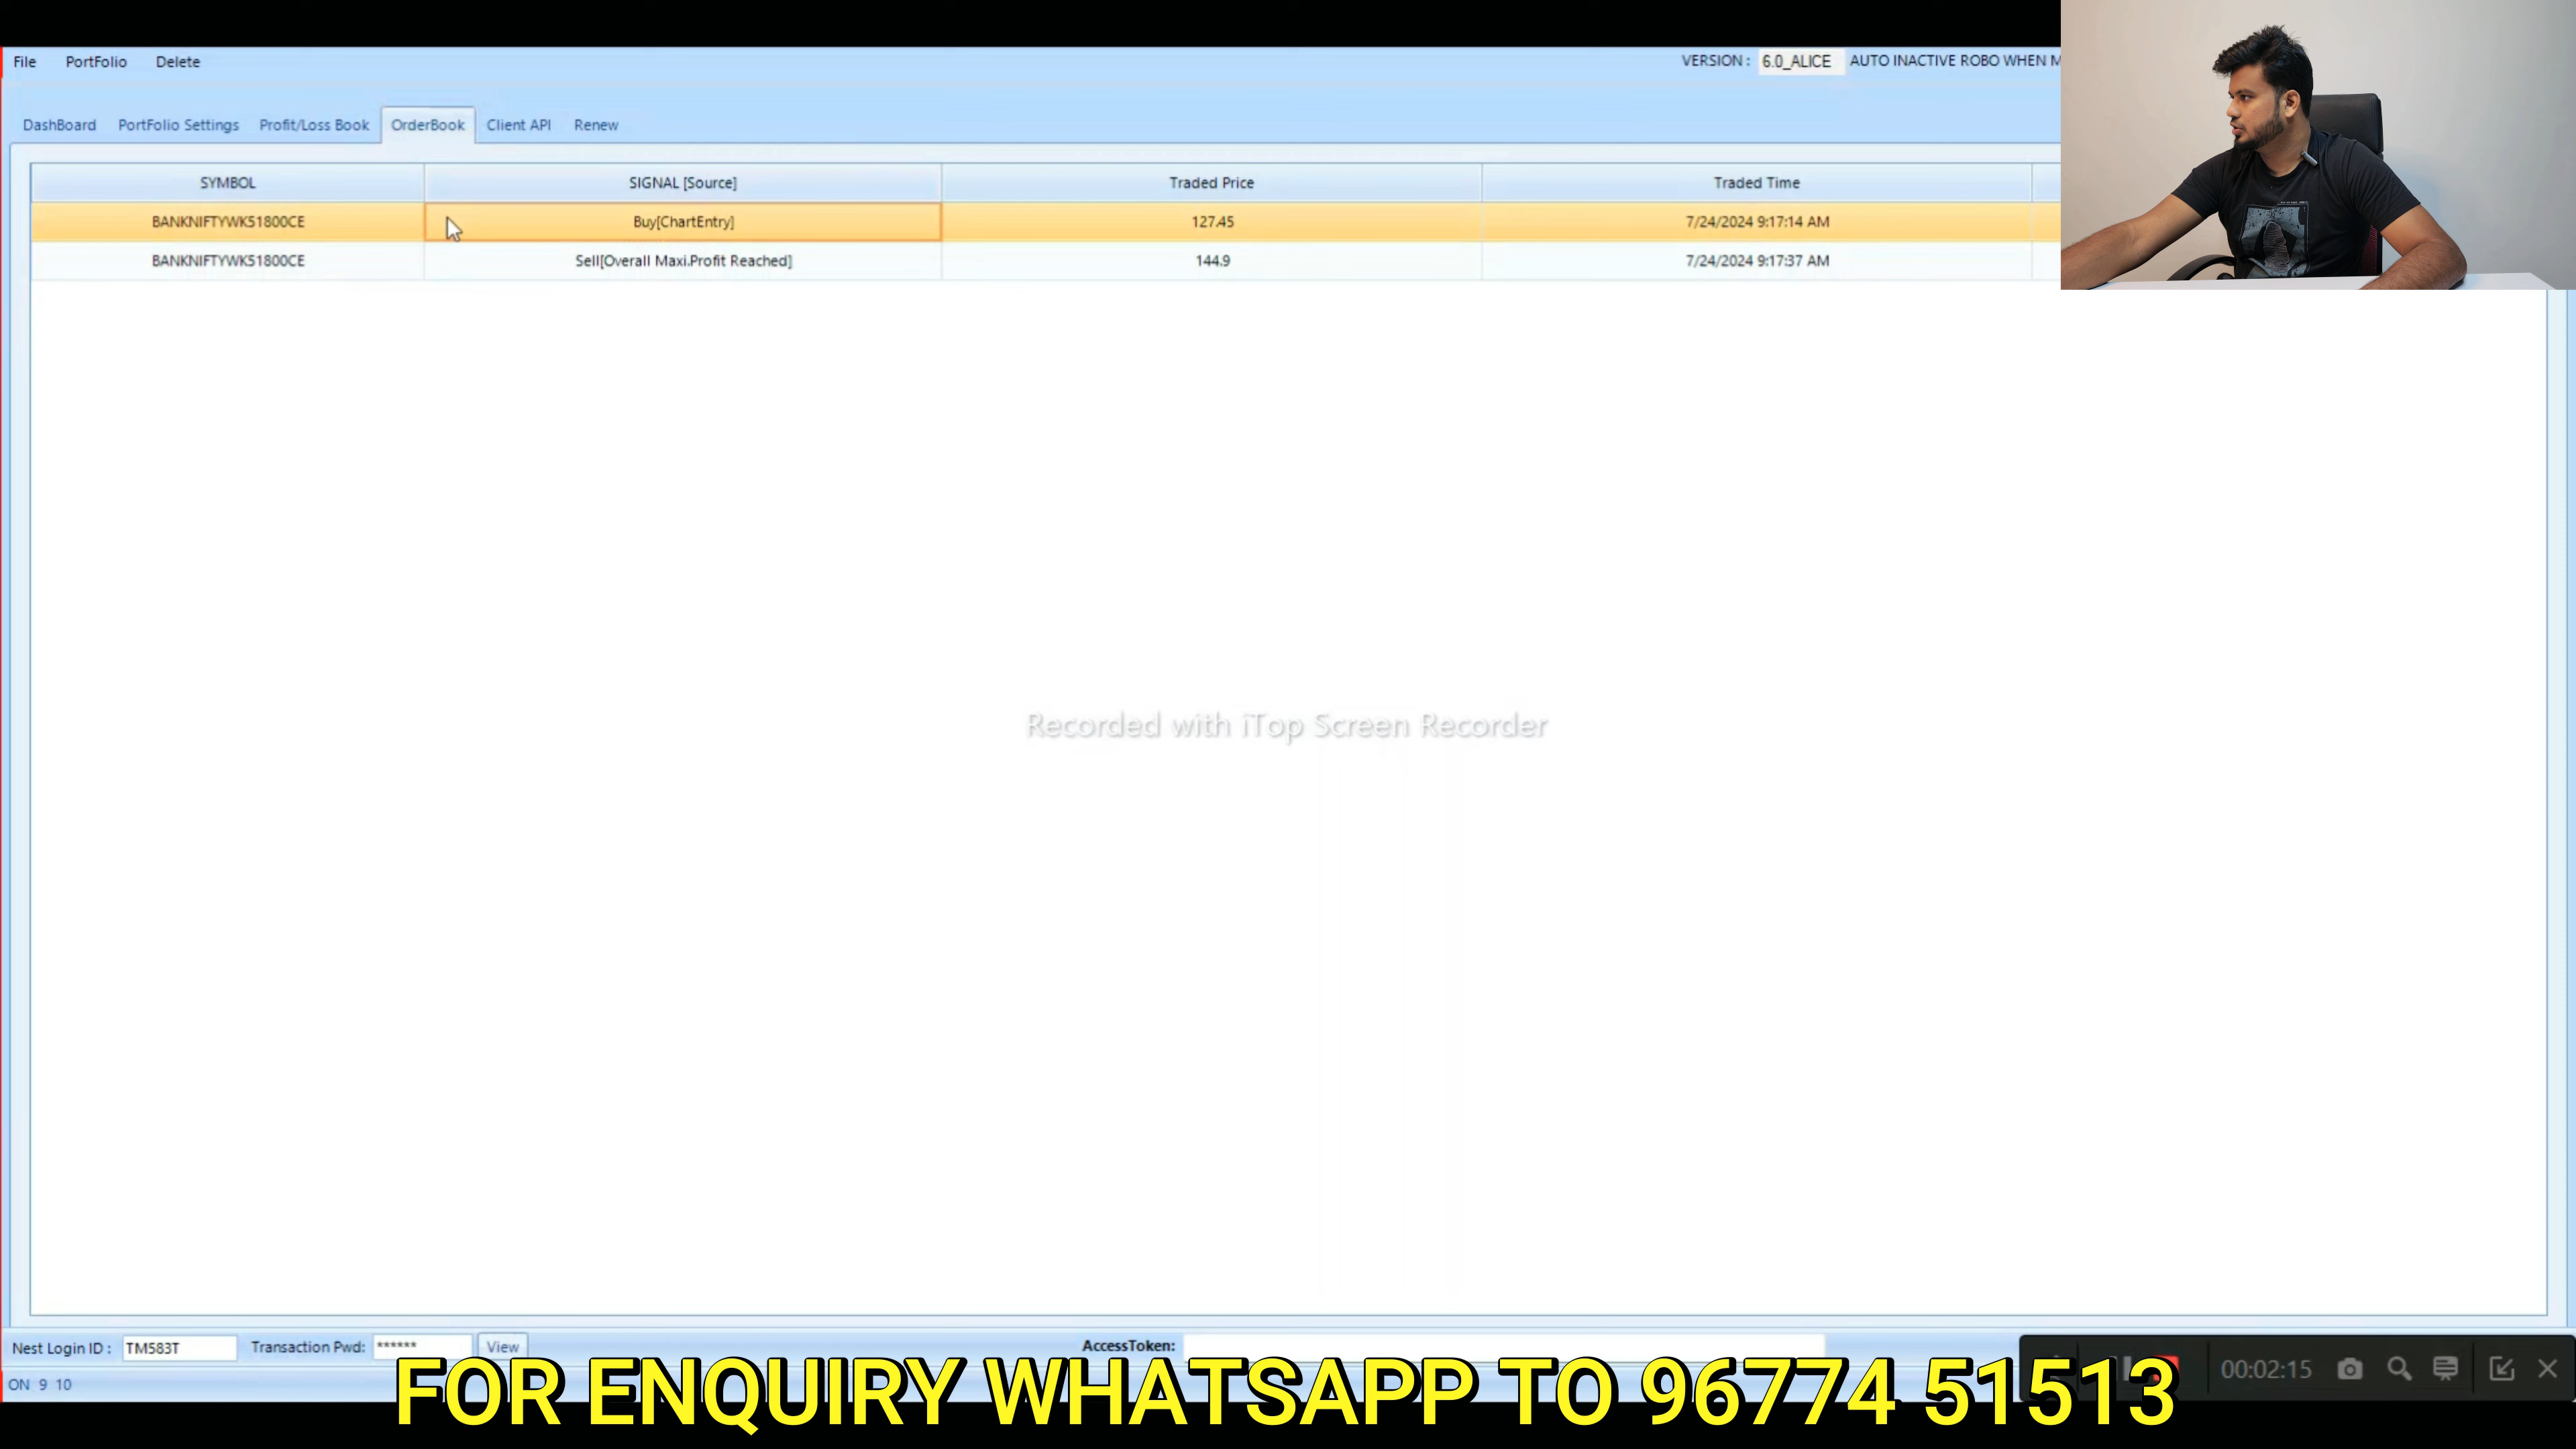 File PortFolio Delete
VERSION : 6.0_ALICE AUTO INACTIVE ROBO WHEN M
DashBoard PortFolio Settings Profit/Loss Book OrderBook Client API Renew
SYMBOL SIGNAL [Source] Traded Price Traded Time
BANKNIFTYWK51800CE Buy[ChartEntry] 127.45 7/24/2024 9:17:14 AM
BANKNIFTYWK51800CE Sell[Overall Maxi.Profit Reached] 144.9 7/24/2024 9:17:37 AM
Recorded with iTop Screen Recorder
Nest Login ID : TM583T Transaction Pwd: ****** View AccessToken:
00:02:15
ON 9 10
FOR ENQUIRY WHATSAPP TO 96774 51513